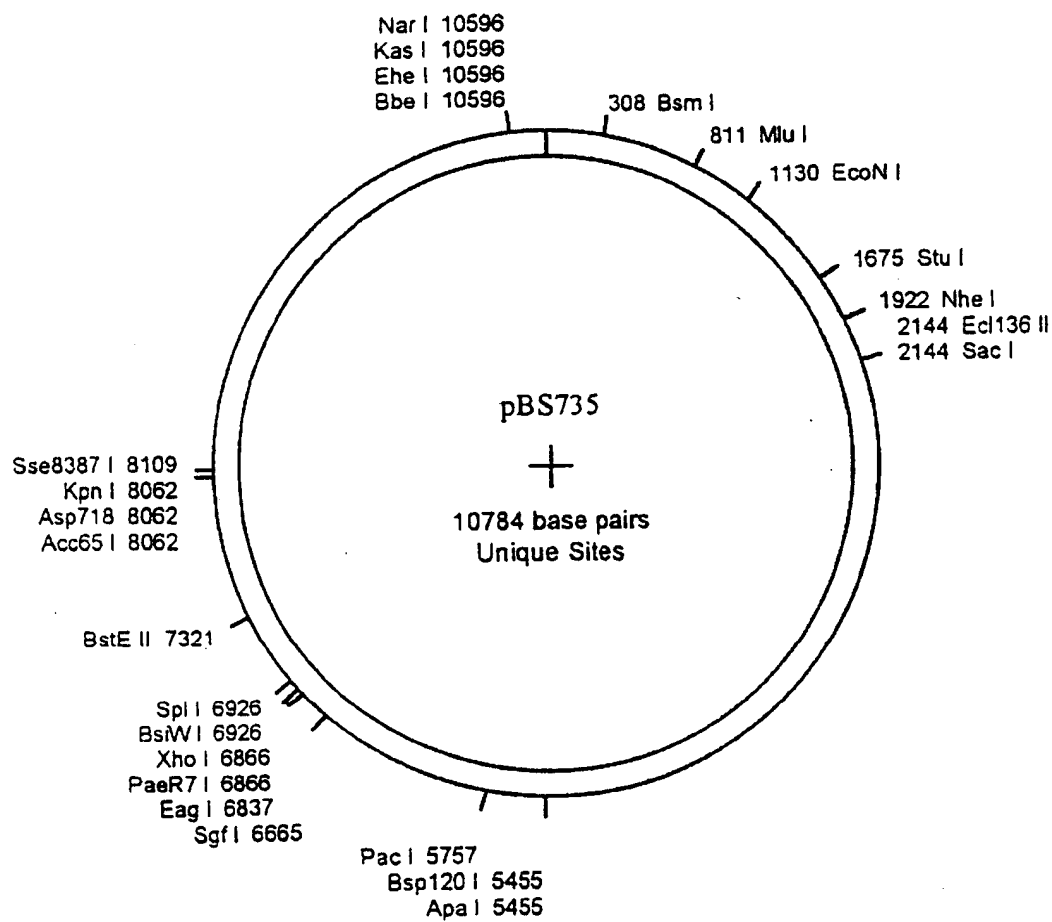 Nar I 10596
Kas I 10596
Ehe I 10596
Bbe I 10596
308 Bsm I
811 Mlu I
1130 EcoN I
1675 Stu I
1922 Nhe I
2144 Ecl136 II
2144 Sac I
pBS735
10784 base pairs
Unique Sites
Sse8387 I 8109
Kpn I 8062
Asp718 8062
Acc65 I 8062
BstE II 7321
Spl I 6926
BsiW I 6926
Xho I 6866
PaeR7 I 6866
Eag I 6837
Sgf I 6665
Pac I 5757
Bsp120 I 5455
Apa I 5455